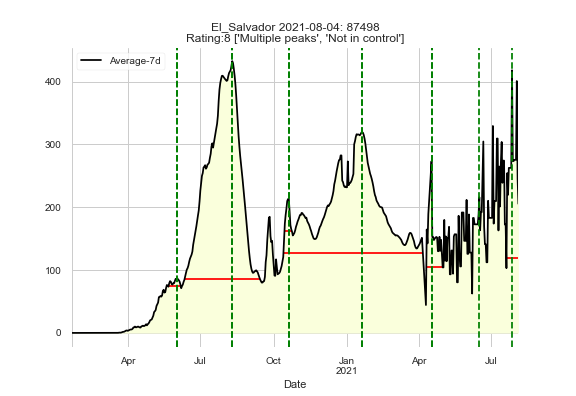 El_Salvador 2021-08-04: 87498
Rating:8 ['Multiple peaks', 'Not in control']
Average-7d
400
300
200
100
0
Apr
Jul
Oct
Jan
2021
Apr
Jul
Date